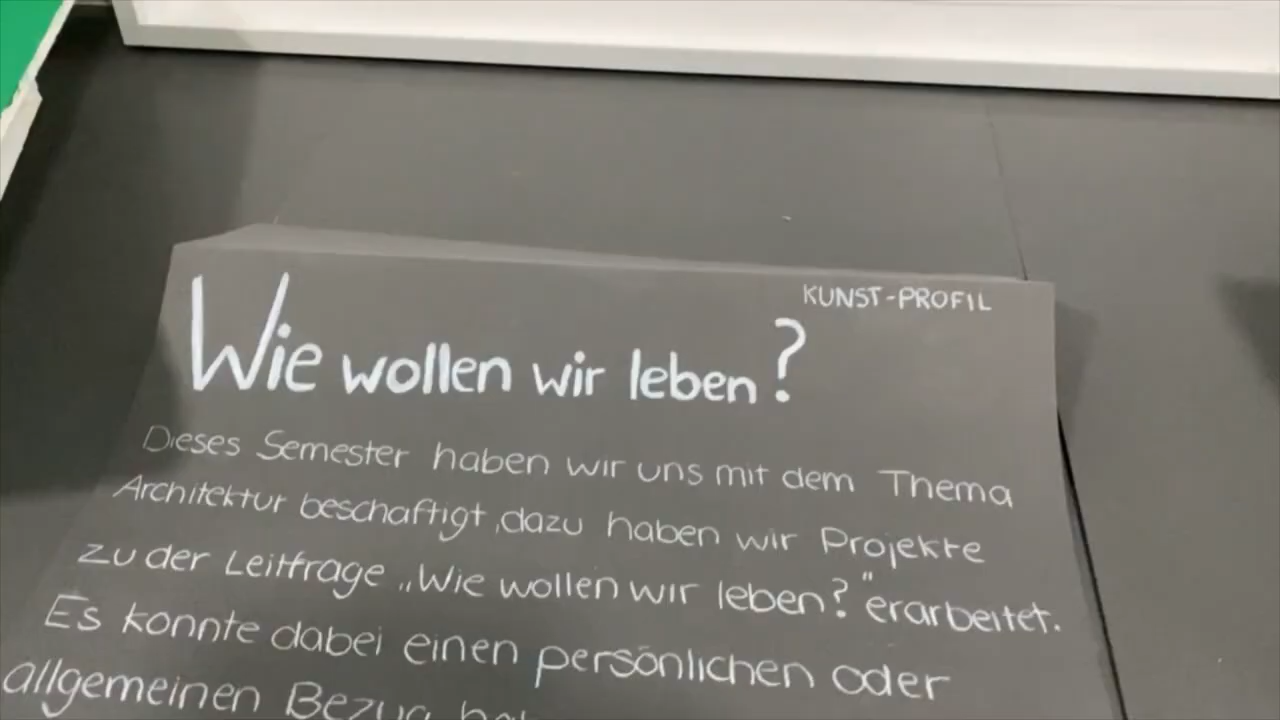 KUNST-PROFIL
Wie wollen wir leben?
Dieses Semester haben wir uns mit dem Thema
Architektur beschaftigt, dazu haben wir Projekte
zu der Leitfrage „Wie wollen wir leben?" erarbeitet.
Es konnte dabei einen persönlichen oder
allgemeinen Bezug